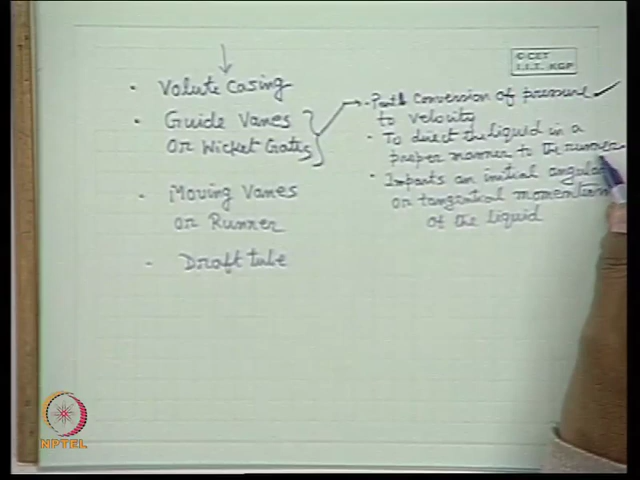 © CET
I.I.T. KGP
· Volute Casing
· Guide Vanes
or Wicket Gates
· Moving Vanes
or Runner
- Draft tube
- Part conversion of pressure
to velocity
· To direct the liquid in a
proper manner to the runner
· Imparts an initial angular
or tangential momentum
of the liquid
NPTEL